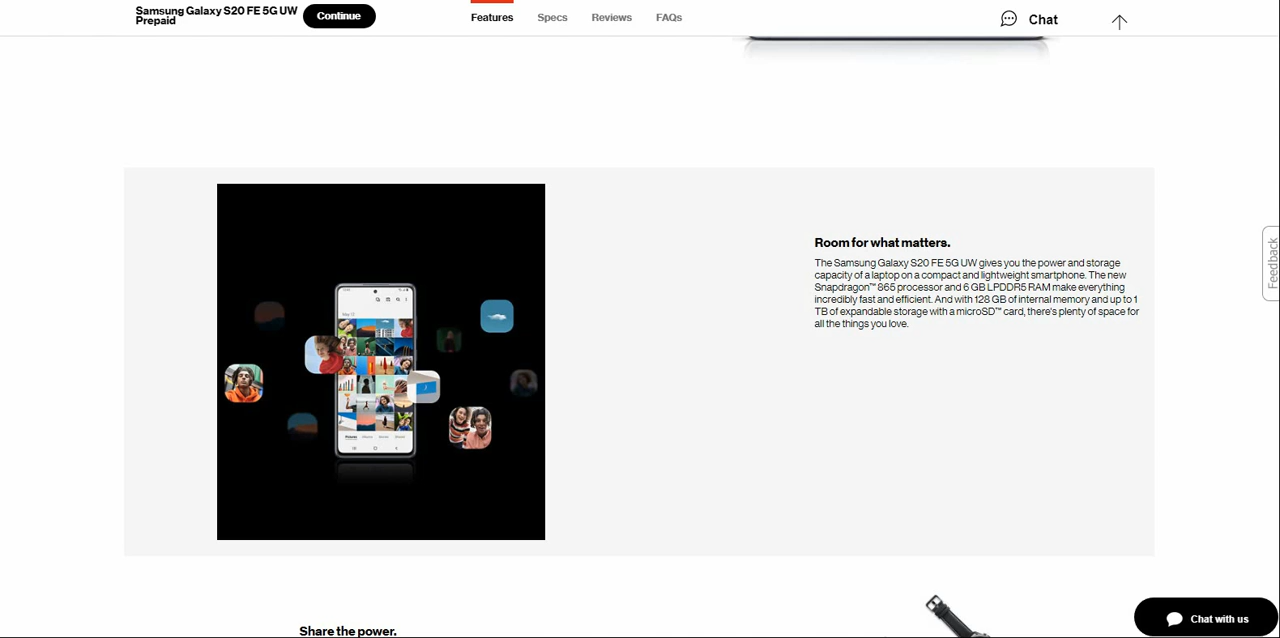 Samsung Galaxy S20 FE 5G UW
Prepaid
Continue
Features
Specs
Reviews
FAQs
Chat
Room for what matters.
The Samsung Galaxy S20 FE 5G UW gives you the power and storage
capacity of a laptop on a compact and lightweight smartphone. The new
Snapdragon™ 865 processor and 6 GB LPDDR5 RAM make everything
incredibly fast and efficient. And with 128 GB of internal memory and up to 1
TB of expandable storage with a microSD™ card, there's plenty of space for
all the things you love.
Feedback
Share the power.
Chat with us